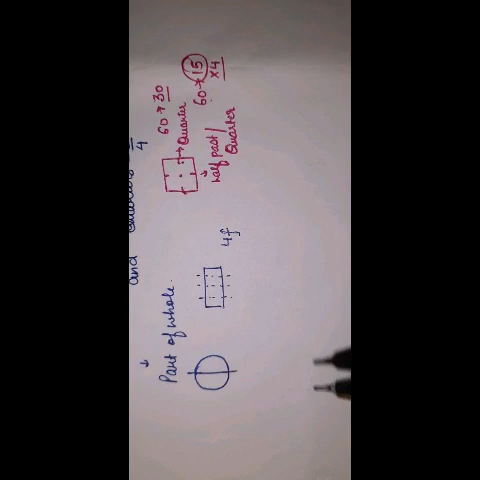 and
4
↓
Part of whole.
60 → 30
→ Quarter
60 → 15
×4
↓
half past/
Quarter
4f